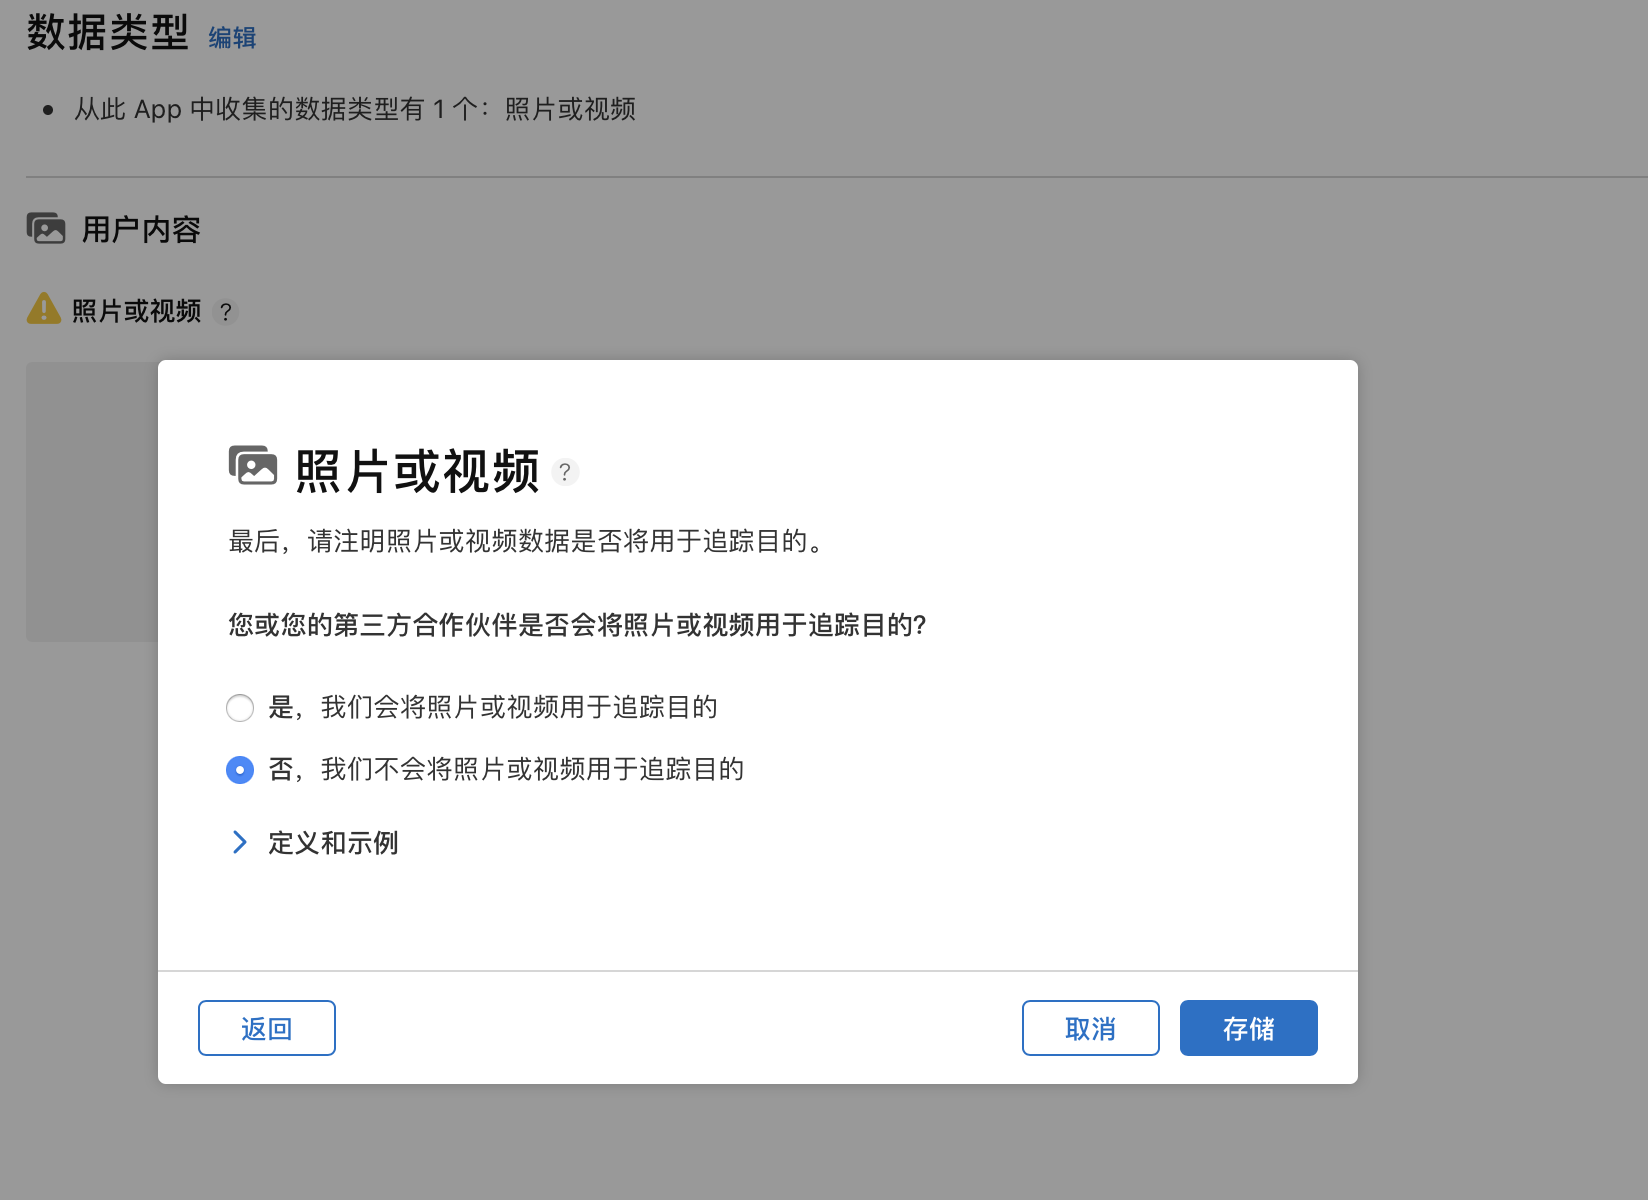 数据类型 编辑
从此 App 中收集的数据类型有 1 个：照片或视频
用户内容
照片或视频 ?
照片或视频 ?
最后，请注明照片或视频数据是否将用于追踪目的。
您或您的第三方合作伙伴是否会将照片或视频用于追踪目的?
是，我们会将照片或视频用于追踪目的
否，我们不会将照片或视频用于追踪目的
定义和示例
返回 取消 存储